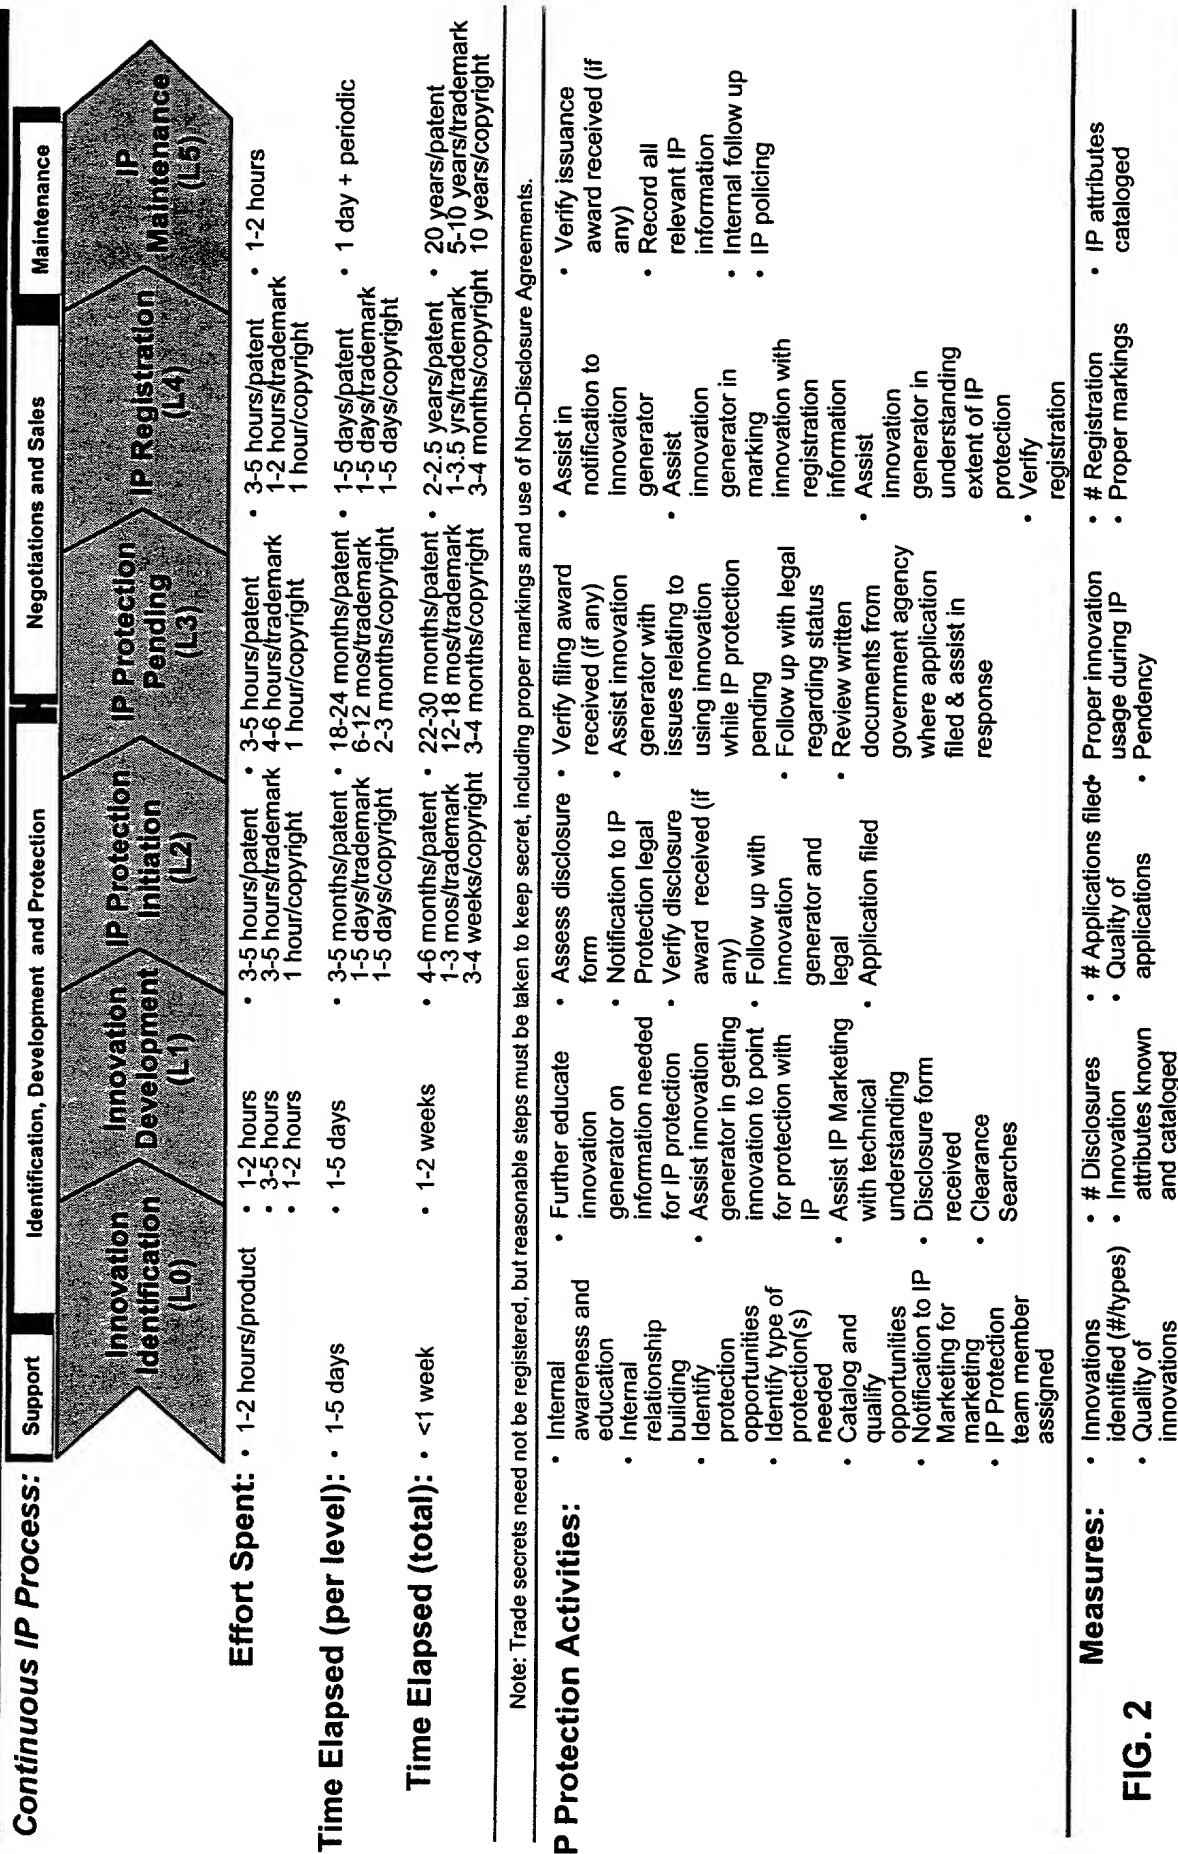 Continuous IP Process:
Support
Identification, Development and Protection
Negotiations and Sales
Maintenance
Innovation
Identification
(L0)
Innovation
Development
(L1)
IP Protection
Initiation
(L2)
IP Protection
Pending
(L3)
IP Registration
(L4)
IP
Maintenance
(L5)
Effort Spent:
• 1-2 hours/product
• 1-2 hours
• 3-5 hours
• 1-2 hours
• 3-5 hours/patent
3-5 hours/trademark
1 hour/copyright
• 3-5 hours/patent
4-6 hours/trademark
1 hour/copyright
• 3-5 hours/patent
1-2 hours/trademark
1 hour/copyright
• 1-2 hours
Time Elapsed (per level):
• 1-5 days
• 1-5 days
• 3-5 months/patent
1-5 days/trademark
1-5 days/copyright
• 18-24 months/patent
6-12 mos/trademark
2-3 months/copyright
• 1-5 days/patent
1-5 days/trademark
1-5 days/copyright
• 1 day + periodic
Time Elapsed (total):
• <1 week
• 1-2 weeks
• 4-6 months/patent
1-3 mos/trademark
3-4 weeks/copyright
• 22-30 months/patent
12-18 mos/trademark
3-4 months/copyright
• 2-2.5 years/patent
1-3.5 yrs/trademark
3-4 months/copyright
• 20 years/patent
5-10 years/trademark
10 years/copyright
Note: Trade secrets need not be registered, but reasonable steps must be taken to keep secret, including proper markings and use of Non-Disclosure Agreements.
P Protection Activities:
• Internal
awareness and
education
• Internal
relationship
building
• Identify
protection
opportunities
• Identify type of
protection(s)
needed
• Catalog and
qualify
opportunities
• Notification to IP
Marketing for
marketing
• IP Protection
team member
assigned
• Further educate
innovation
generator on
information needed
for IP protection
• Assist innovation
generator in getting
innovation to point
for protection with
IP
• Assist IP Marketing
with technical
understanding
• Disclosure form
received
• Clearance
Searches
• Assess disclosure
form
• Notification to IP
Protection legal
• Verify disclosure
award received (if
any)
• Follow up with
innovation
generator and
legal
• Application filed
• Verify filing award
received (if any)
• Assist innovation
generator with
issues relating to
using innovation
while IP protection
pending
• Follow up with legal
regarding status
• Review written
documents from
government agency
where application
filed & assist in
response
• Assist in
notification to
innovation
generator
• Assist
innovation
generator in
marking
innovation with
registration
information
• Assist
innovation
generator in
understanding
extent of IP
protection
• Verify
registration
• Verify issuance
award received (if
any)
• Record all
relevant IP
information
• Internal follow up
• IP policing
Measures:
• Innovations
identified (#/types)
• Quality of
innovations
• # Disclosures
• Innovation
attributes known
and cataloged
• # Applications filed
• Quality of
applications
• Proper innovation
usage during IP
• Pendency
• # Registration
• Proper markings
• IP attributes
cataloged
FIG. 2